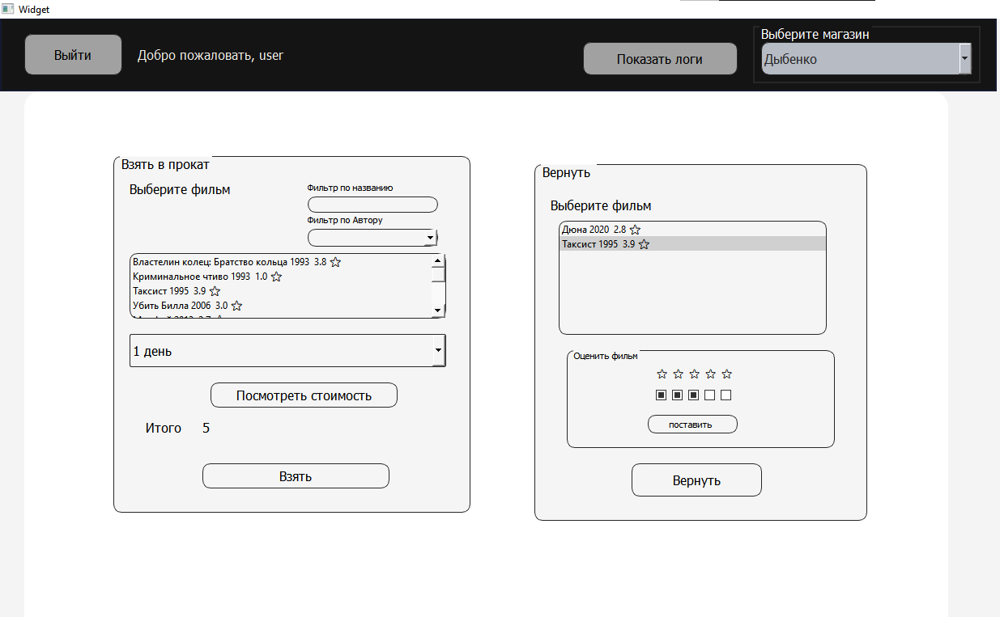 Widget
Выйти
Добро пожаловать, user
Показать логи
Выберите магазин
Дыбенко
Взять в прокат
Выберите фильм
Фильтр по названию
Фильтр по Автору
Властелин колец: Братство кольца 1993 3.8 ☆
Криминальное чтиво 1993 1.0 ☆
Таксист 1995 3.9 ☆
Убить Билла 2006 3.0 ☆
1 день
Посмотреть стоимость
Итого 5
Взять
Вернуть
Выберите фильм
Дюна 2020 2.8 ☆
Таксист 1995 3.9 ☆
Оценить фильм
☆ ☆ ☆ ☆ ☆
поставить
Вернуть